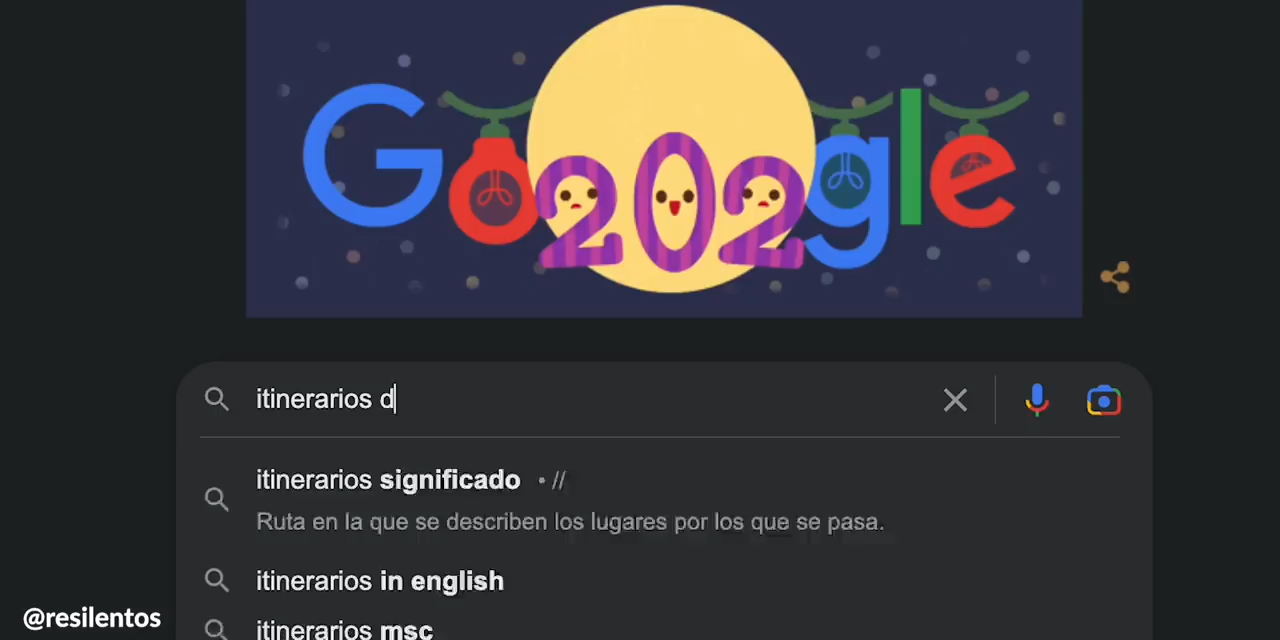 Go202gle
itinerarios d
itinerarios significado • //
Ruta en la que se describen los lugares por los que se pasa.
itinerarios in english
itinerarios msc
@resilentos